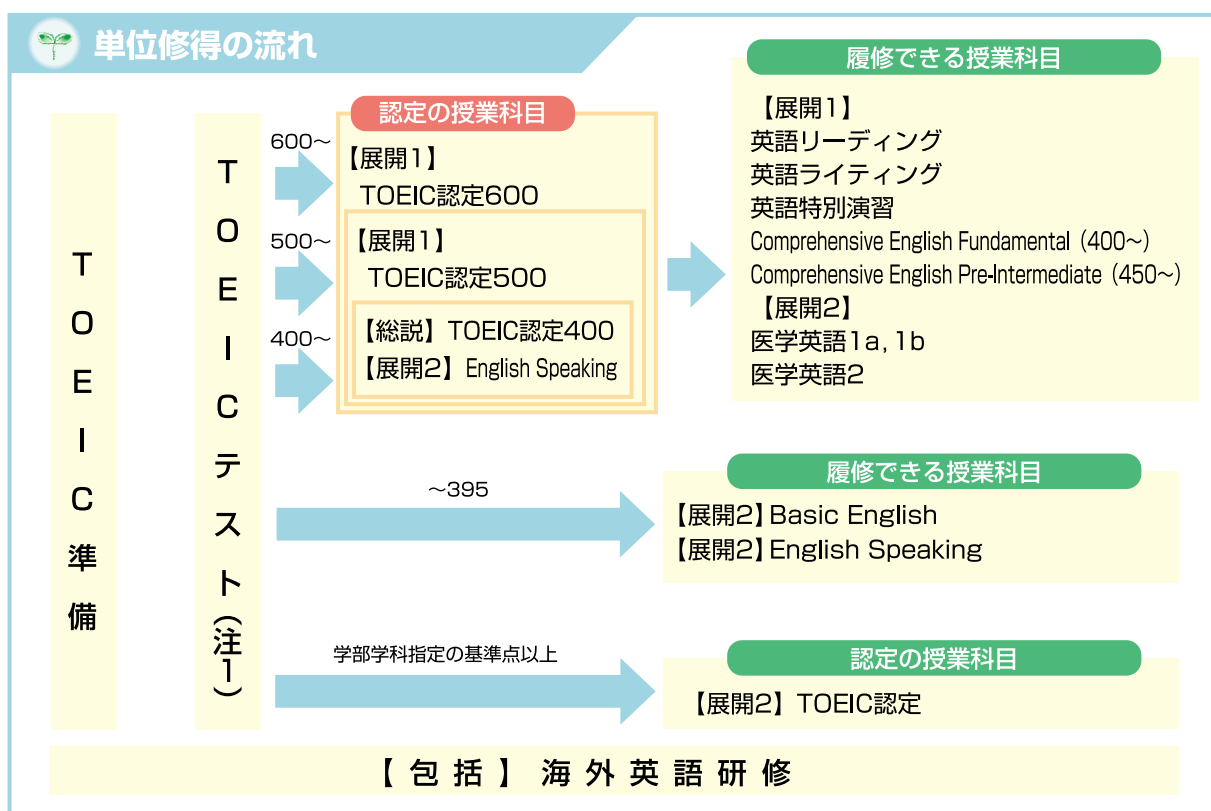 単位修得の流れ
TOEIC準備
TOEICテスト(注1)
600〜
500〜
400〜
認定の授業科目
【展開1】
TOEIC認定600
【展開1】
TOEIC認定500
【総説】TOEIC認定400
【展開2】English Speaking
履修できる授業科目
【展開1】
英語リーディング
英語ライティング
英語特別演習
Comprehensive English Fundamental(400〜)
Comprehensive English Pre-Intermediate(450〜)
【展開2】
医学英語1a, 1b
医学英語2
〜395
履修できる授業科目
【展開2】Basic English
【展開2】English Speaking
学部学科指定の基準点以上
認定の授業科目
【展開2】TOEIC認定
【包括】海外英語研修